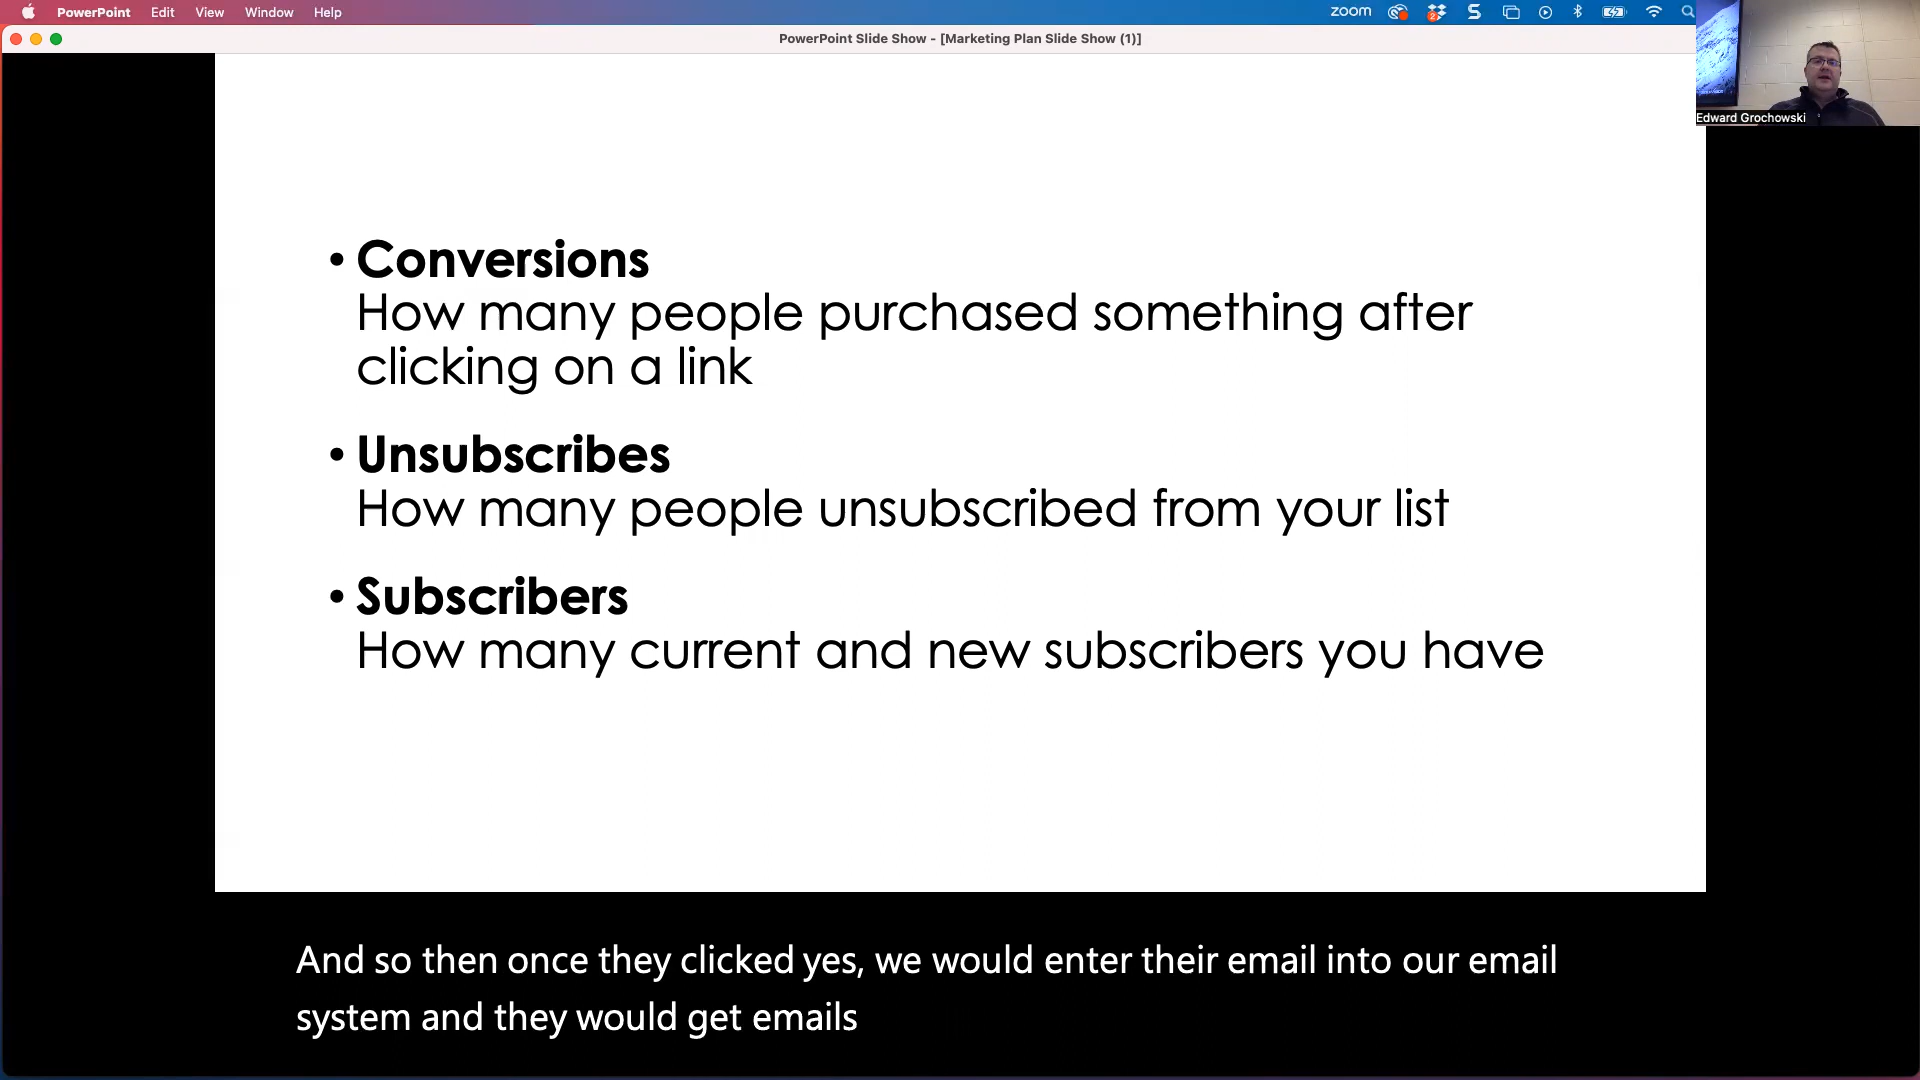 PowerPoint Edit View Window Help zoom
PowerPoint Slide Show - [Marketing Plan Slide Show (1)]
Edward Grochowski
• Conversions
How many people purchased something after
clicking on a link
• Unsubscribes
How many people unsubscribed from your list
• Subscribers
How many current and new subscribers you have
And so then once they clicked yes, we would enter their email into our email
system and they would get emails